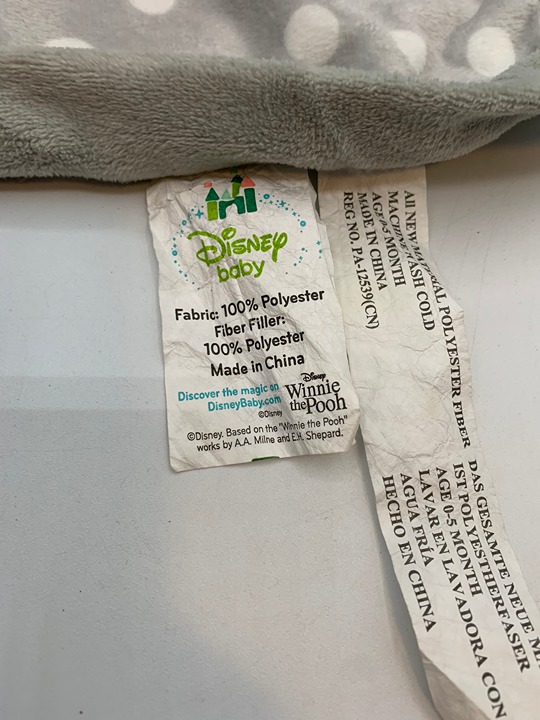 Disney
baby
Fabric: 100% Polyester
Fiber Filler:
100% Polyester
Made in China
Discover the magic on
DisneyBaby.com
©Disney
Disney
Winnie
the Pooh
©Disney. Based on the "Winnie the Pooh"
works by A.A. Milne and E.H. Shepard.
All NEW MATERIAL POLYESTER FIBER
MACHINE WASH COLD
AGE 0-5 MONTH
MADE IN CHINA
REG NO. PA-12539(CN)
DAS GESAMTE NEUE
IST POLYESTHERFASER
AGE 0-5 MONTH
LAVAR EN LAVADORA CON
AGUA FRÍA
HECHO EN CHINA